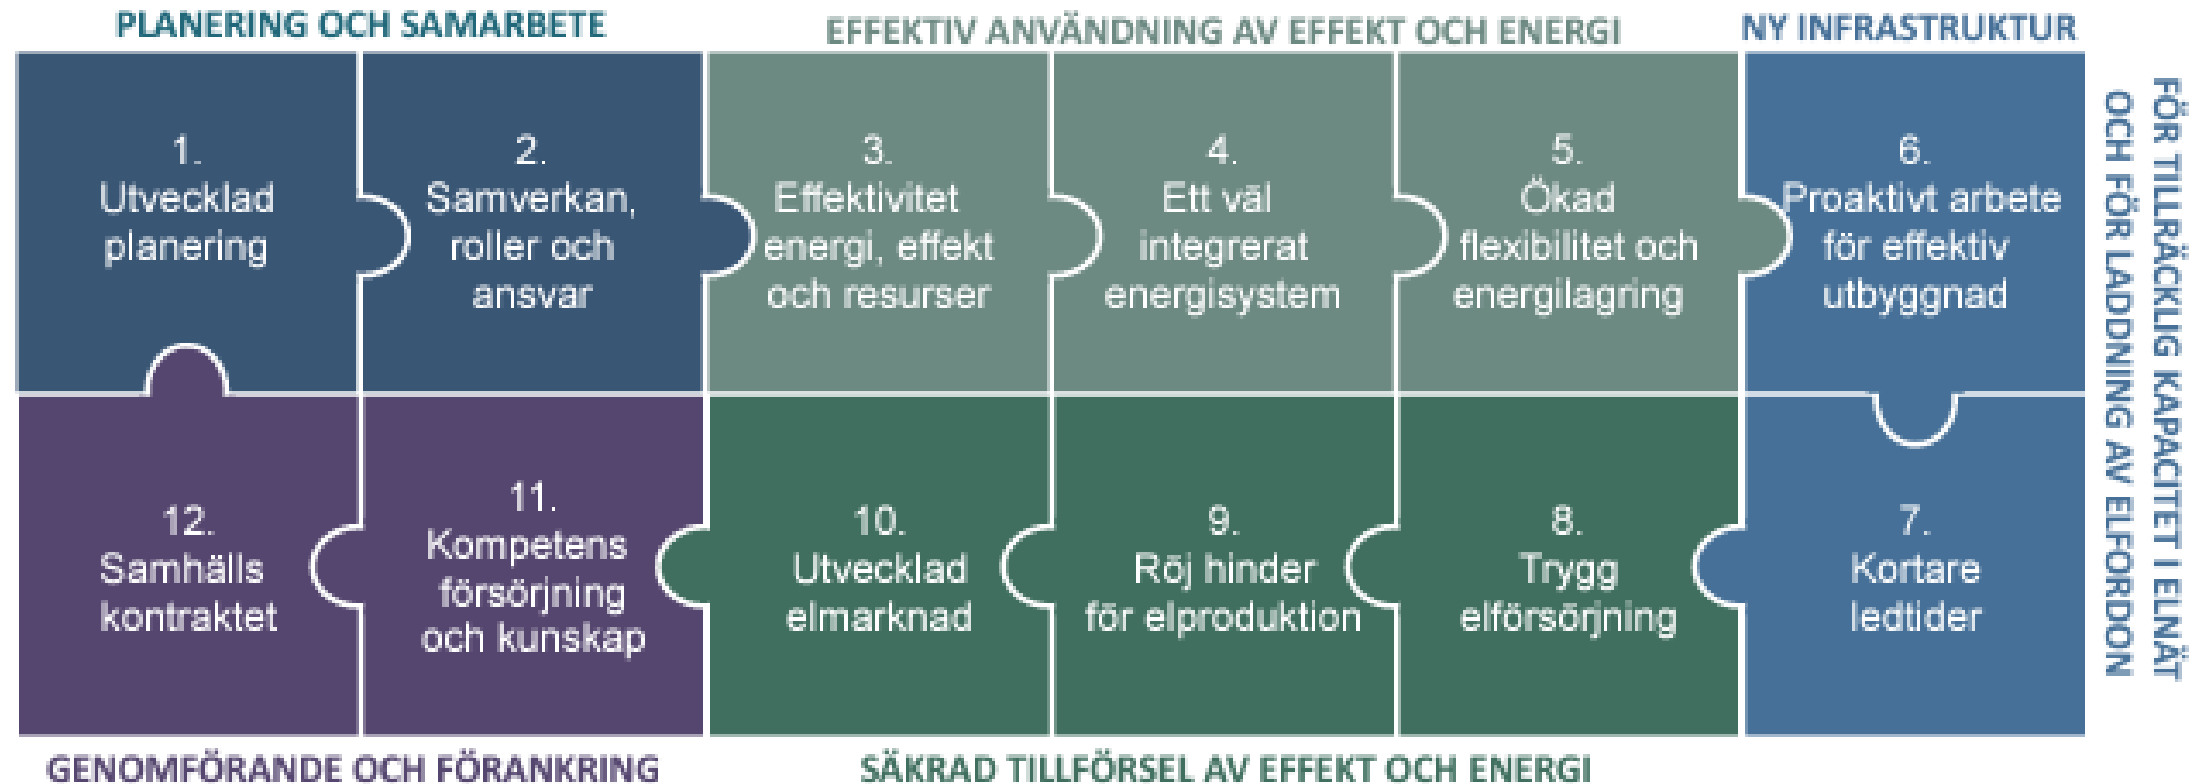 PLANERING OCH SAMARBETE
EFFEKTIV ANVÄNDNING AV EFFEKT OCH ENERGI
NY INFRASTRUKTUR
FÖR TILLRÄCKLIG KAPACITET I ELNÄT
OCH FÖR LADDNING AV ELFORDON
1.
Utvecklad
planering
2.
Samverkan,
roller och
ansvar
3.
Effektivitet
energi, effekt
och resurser
4.
Ett väl
integrerat
energisystem
5.
Ökad
flexibilitet och
energilagring
6.
Proaktivt arbete
för effektiv
utbyggnad
12.
Samhälls
kontraktet
11.
Kompetens
försörjning
och kunskap
10.
Utvecklad
elmarknad
9.
Röj hinder
för elproduktion
8.
Trygg
elförsörjning
7.
Kortare
ledtider
GENOMFÖRANDE OCH FÖRANKRING
SÄKRAD TILLFÖRSEL AV EFFEKT OCH ENERGI